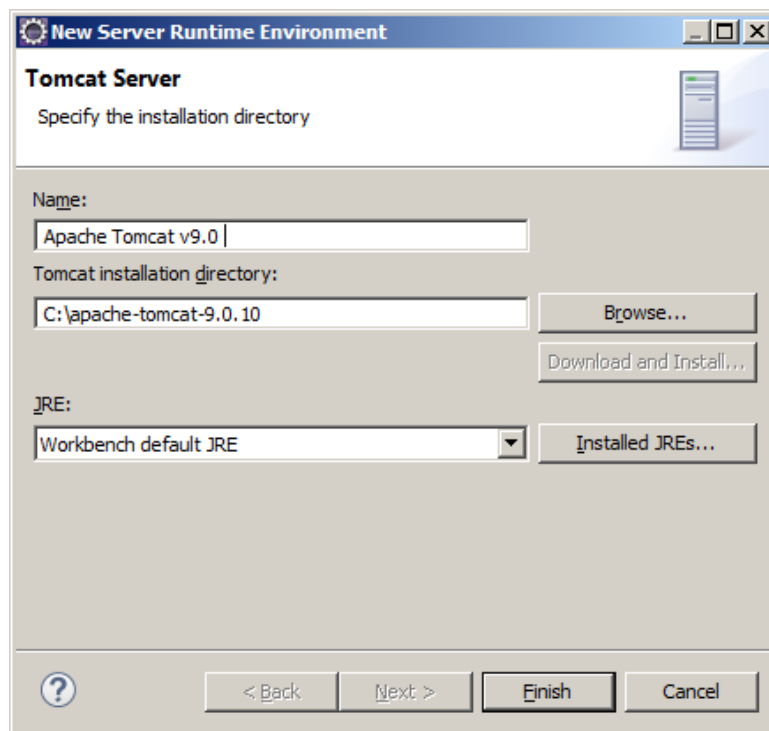 New Server Runtime Environment
Tomcat Server
Specify the installation directory
Name:
Apache Tomcat v9.0
Tomcat installation directory:
C:\apache-tomcat-9.0.10
Browse...
Download and Install...
JRE:
Workbench default JRE
Installed JREs...
?
< Back
Next >
Finish
Cancel